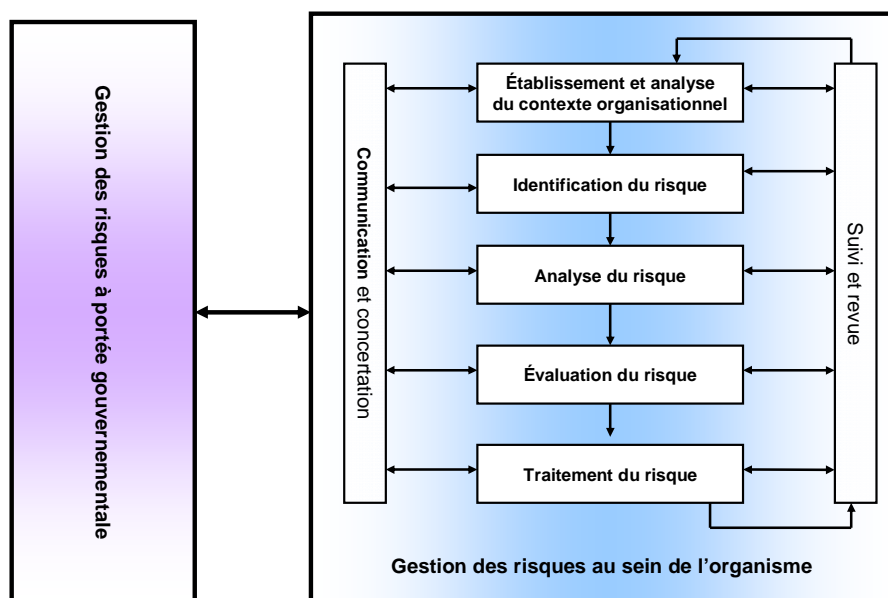 Gestion des risques à portée gouvernementale
Communication et concertation
Établissement et analyse
du contexte organisationnel
Identification du risque
Analyse du risque
Évaluation du risque
Traitement du risque
Suivi et revue
Gestion des risques au sein de l’organisme